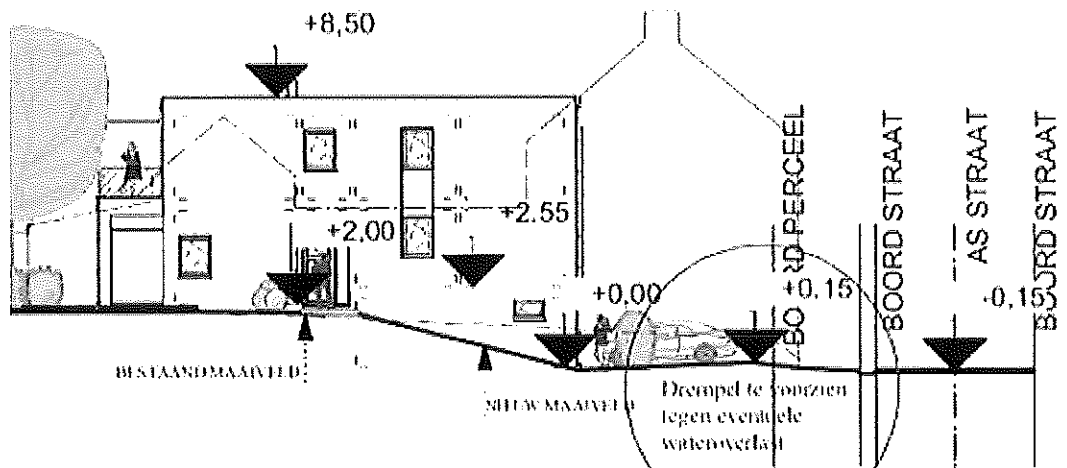 +8,50
+2,00
+2.55
+0,00
+0,15
-0,15
BOORD PERCEEL
BOORD STRAAT
AS STRAAT
BOORD STRAAT
BESTAAND MAAIVELD
NIEUW MAAIVELD
Drempel te voorzien
tegen eventuele
wateroverlast